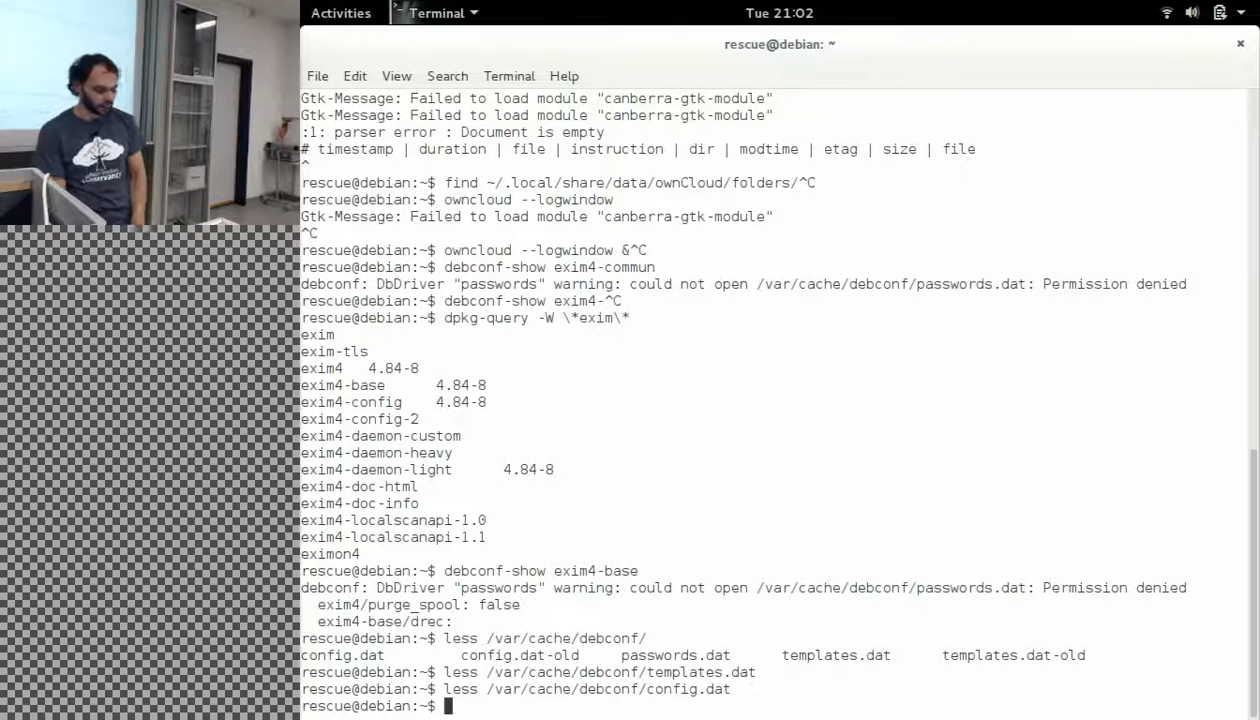 Activities
Terminal
Tue 21:02
rescue@debian: ~
File Edit View Search Terminal Help
Gtk-Message: Failed to load module "canberra-gtk-module"
Gtk-Message: Failed to load module "canberra-gtk-module"
:1: parser error : Document is empty
# timestamp | duration | file | instruction | dir | modtime | etag | size | file
^
rescue@debian:~$ find ~/.local/share/data/ownCloud/folders/^C
rescue@debian:~$ owncloud --logwindow
Gtk-Message: Failed to load module "canberra-gtk-module"
^C
rescue@debian:~$ owncloud --logwindow &^C
rescue@debian:~$ debconf-show exim4-commun
debconf: DbDriver "passwords" warning: could not open /var/cache/debconf/passwords.dat: Permission denied
rescue@debian:~$ debconf-show exim4-^C
rescue@debian:~$ dpkg-query -W \*exim\*
exim
exim-tls
exim4 4.84-8
exim4-base 4.84-8
exim4-config 4.84-8
exim4-config-2
exim4-daemon-custom
exim4-daemon-heavy
exim4-daemon-light 4.84-8
exim4-doc-html
exim4-doc-info
exim4-localscanapi-1.0
exim4-localscanapi-1.1
eximon4
rescue@debian:~$ debconf-show exim4-base
debconf: DbDriver "passwords" warning: could not open /var/cache/debconf/passwords.dat: Permission denied
exim4/purge_spool: false
exim4-base/drec:
rescue@debian:~$ less /var/cache/debconf/
config.dat config.dat-old passwords.dat templates.dat templates.dat-old
rescue@debian:~$ less /var/cache/debconf/templates.dat
rescue@debian:~$ less /var/cache/debconf/config.dat
rescue@debian:~$